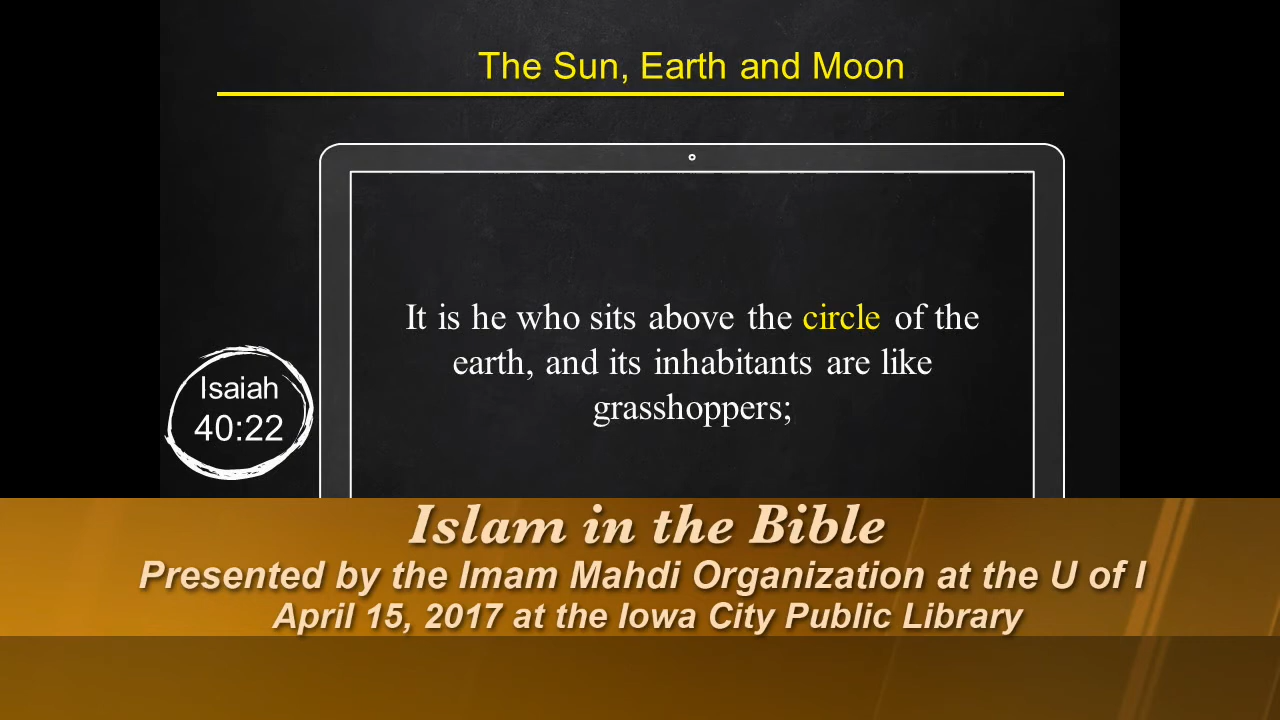 The Sun, Earth and Moon
It is he who sits above the circle of the
earth, and its inhabitants are like
grasshoppers;
Isaiah
40:22
Islam in the Bible
Presented by the Imam Mahdi Organization at the U of I
April 15, 2017 at the Iowa City Public Library